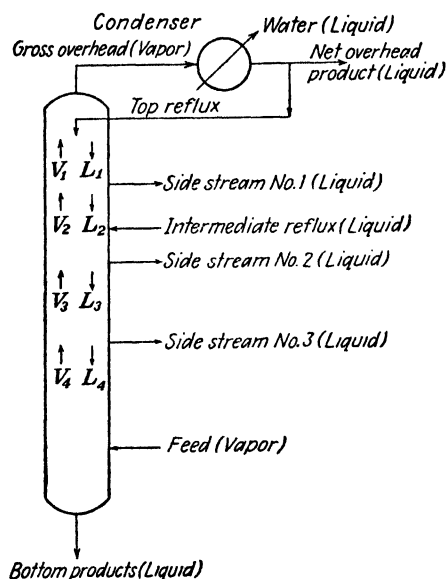 Condenser
Water (Liquid)
Gross overhead (Vapor)
Net overhead
product (Liquid)
Top reflux
V1 L1
Side stream No.1 (Liquid)
V2 L2
Intermediate reflux (Liquid)
Side stream No.2 (Liquid)
V3 L3
Side stream No.3 (Liquid)
V4 L4
Feed (Vapor)
Bottom products (Liquid)